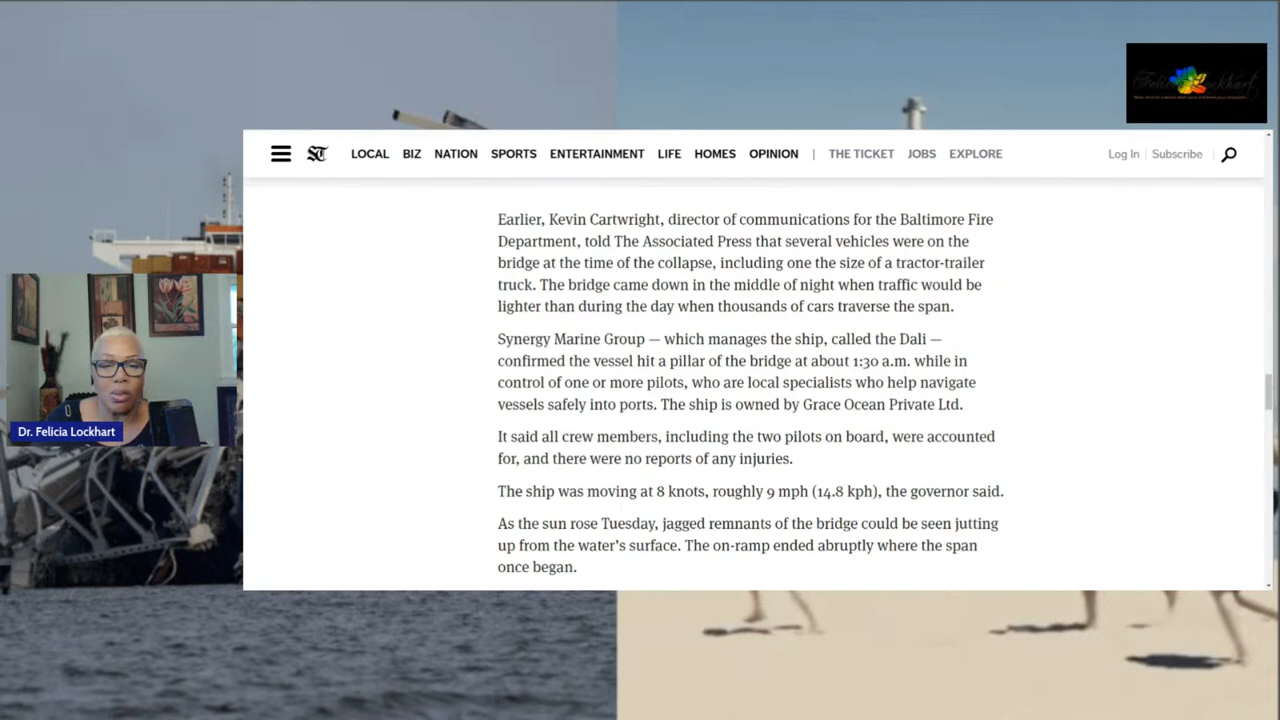 Felicia Lockhart
ST LOCAL BIZ NATION SPORTS ENTERTAINMENT LIFE HOMES OPINION | THE TICKET JOBS EXPLORE Log In Subscribe
Earlier, Kevin Cartwright, director of communications for the Baltimore Fire
Department, told The Associated Press that several vehicles were on the
bridge at the time of the collapse, including one the size of a tractor-trailer
truck. The bridge came down in the middle of night when traffic would be
lighter than during the day when thousands of cars traverse the span.
Synergy Marine Group — which manages the ship, called the Dali —
confirmed the vessel hit a pillar of the bridge at about 1:30 a.m. while in
control of one or more pilots, who are local specialists who help navigate
vessels safely into ports. The ship is owned by Grace Ocean Private Ltd.
It said all crew members, including the two pilots on board, were accounted
for, and there were no reports of any injuries.
The ship was moving at 8 knots, roughly 9 mph (14.8 kph), the governor said.
As the sun rose Tuesday, jagged remnants of the bridge could be seen jutting
up from the water’s surface. The on-ramp ended abruptly where the span
once began.
Dr. Felicia Lockhart